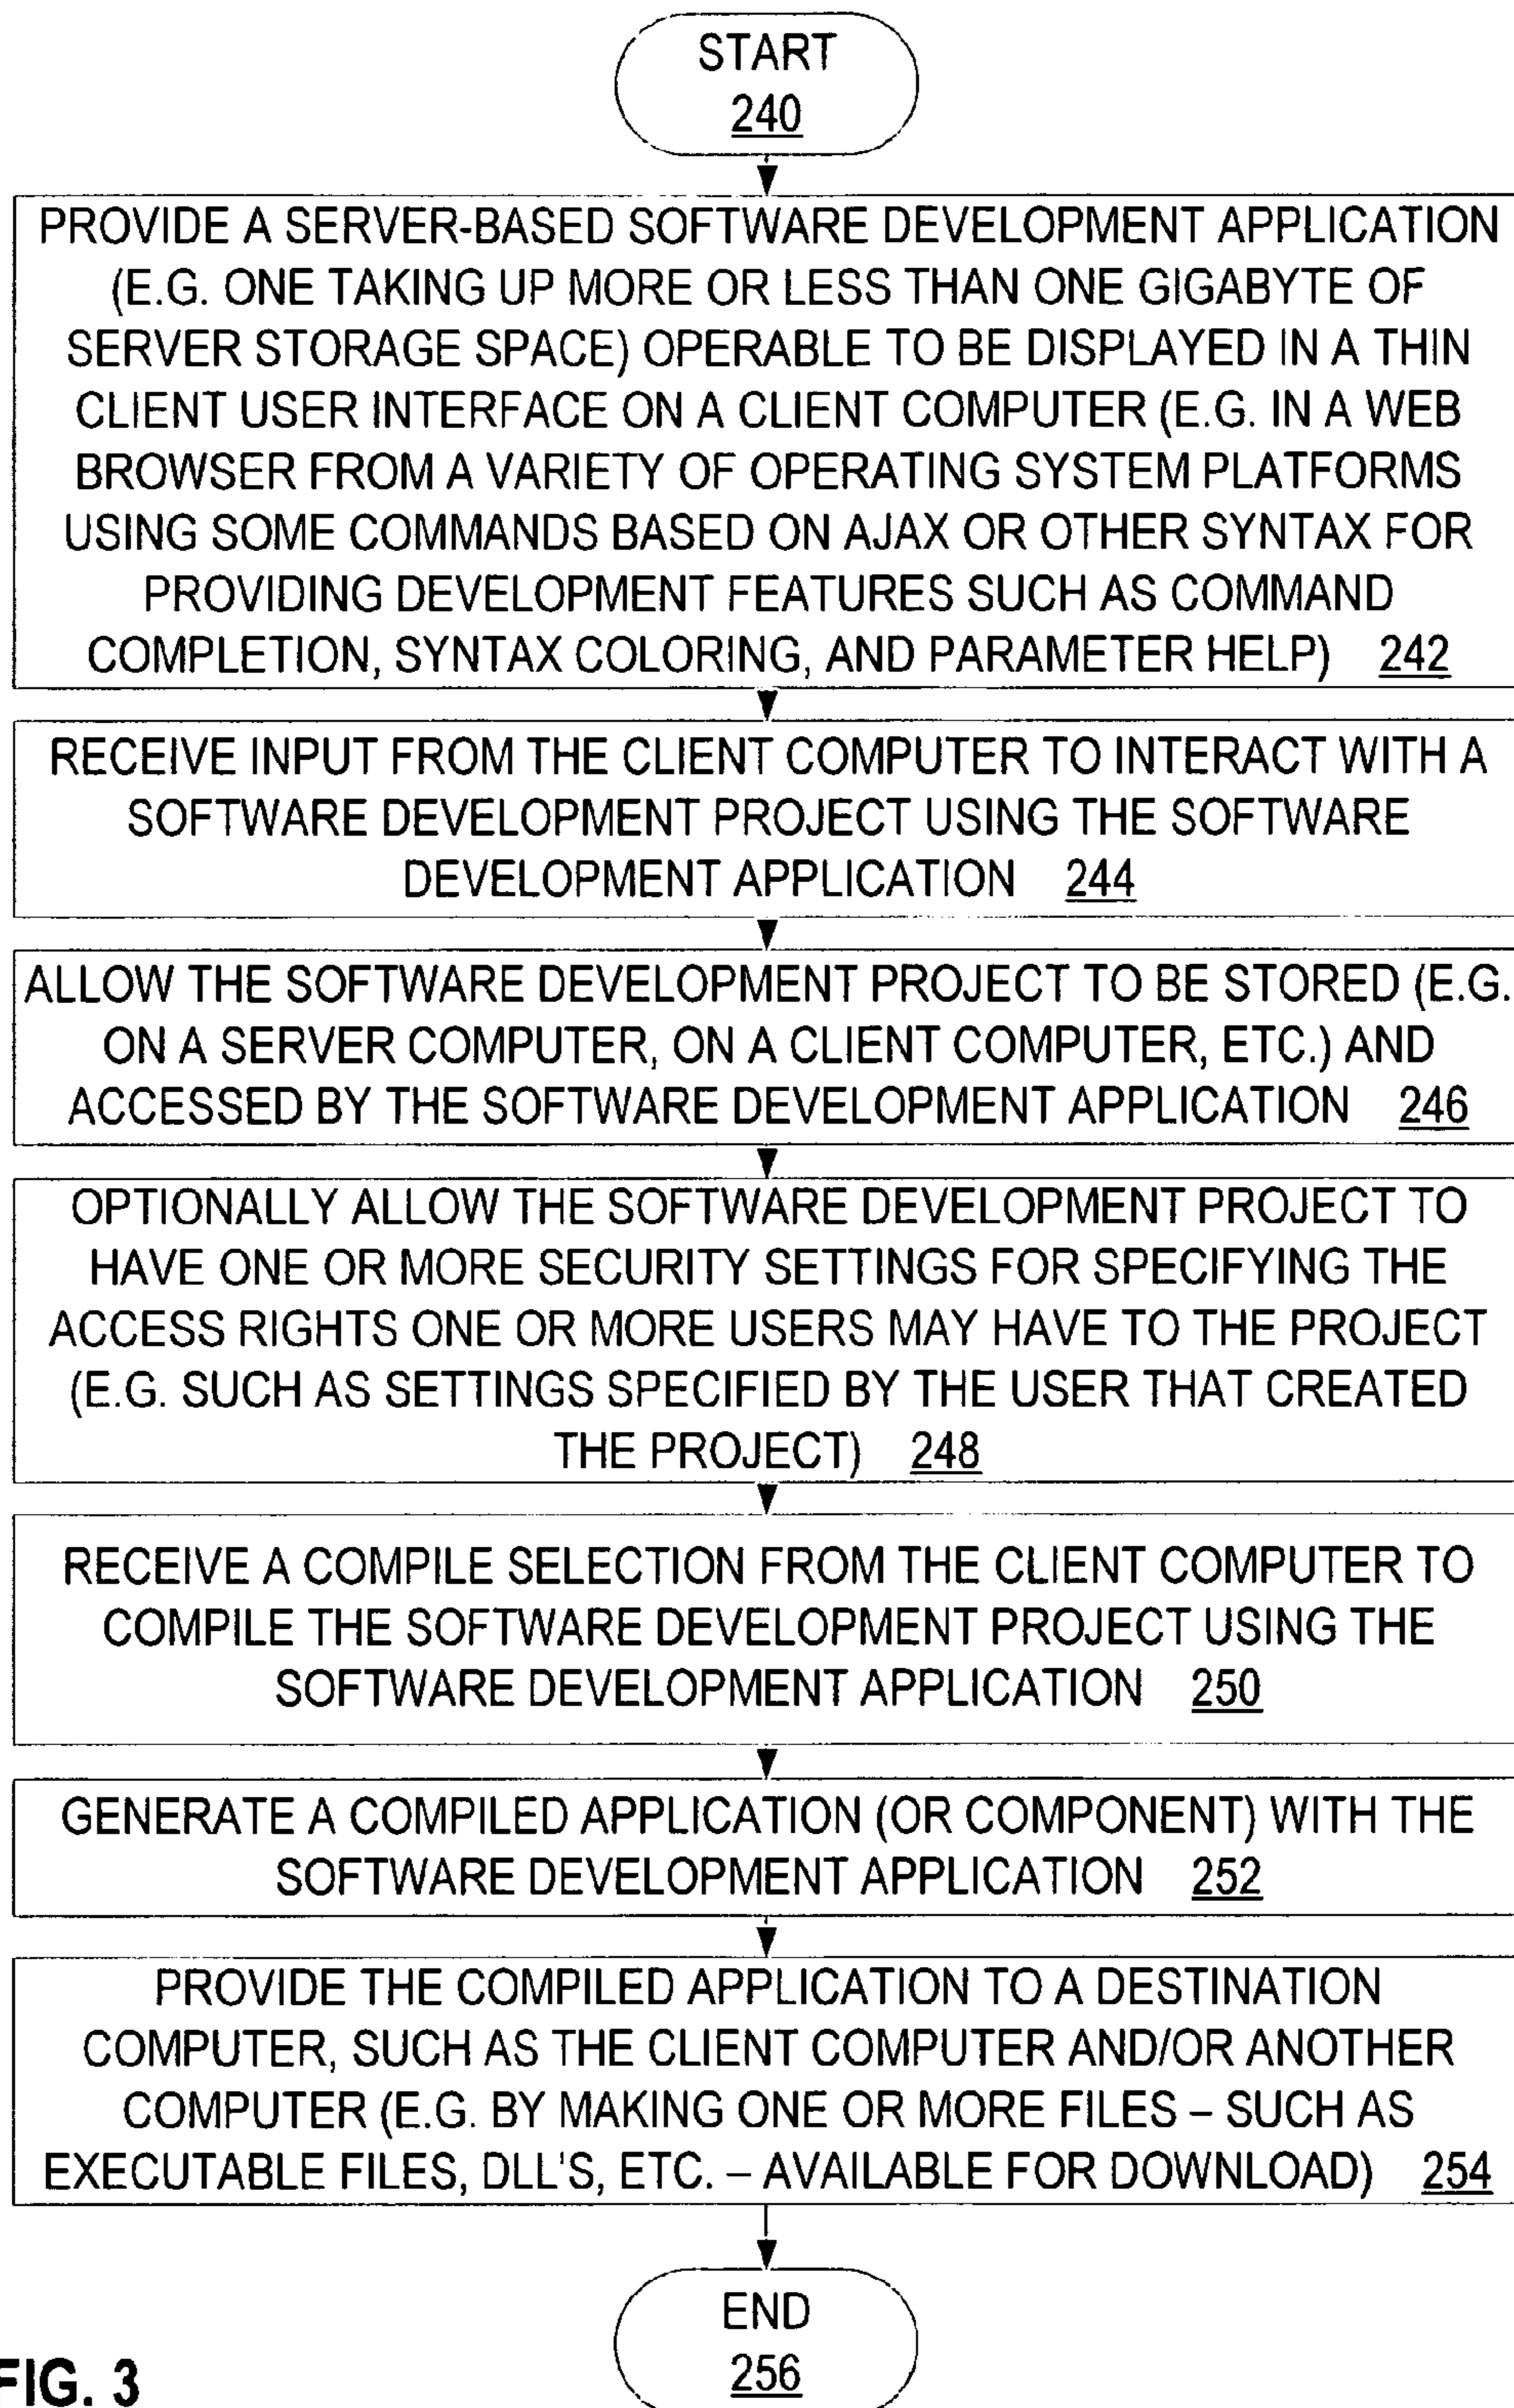 START
240
PROVIDE A SERVER-BASED SOFTWARE DEVELOPMENT APPLICATION
(E.G. ONE TAKING UP MORE OR LESS THAN ONE GIGABYTE OF
SERVER STORAGE SPACE) OPERABLE TO BE DISPLAYED IN A THIN
CLIENT USER INTERFACE ON A CLIENT COMPUTER (E.G. IN A WEB
BROWSER FROM A VARIETY OF OPERATING SYSTEM PLATFORMS
USING SOME COMMANDS BASED ON AJAX OR OTHER SYNTAX FOR
PROVIDING DEVELOPMENT FEATURES SUCH AS COMMAND
COMPLETION, SYNTAX COLORING, AND PARAMETER HELP) 242
RECEIVE INPUT FROM THE CLIENT COMPUTER TO INTERACT WITH A
SOFTWARE DEVELOPMENT PROJECT USING THE SOFTWARE
DEVELOPMENT APPLICATION 244
ALLOW THE SOFTWARE DEVELOPMENT PROJECT TO BE STORED (E.G.
ON A SERVER COMPUTER, ON A CLIENT COMPUTER, ETC.) AND
ACCESSED BY THE SOFTWARE DEVELOPMENT APPLICATION 246
OPTIONALLY ALLOW THE SOFTWARE DEVELOPMENT PROJECT TO
HAVE ONE OR MORE SECURITY SETTINGS FOR SPECIFYING THE
ACCESS RIGHTS ONE OR MORE USERS MAY HAVE TO THE PROJECT
(E.G. SUCH AS SETTINGS SPECIFIED BY THE USER THAT CREATED
THE PROJECT) 248
RECEIVE A COMPILE SELECTION FROM THE CLIENT COMPUTER TO
COMPILE THE SOFTWARE DEVELOPMENT PROJECT USING THE
SOFTWARE DEVELOPMENT APPLICATION 250
GENERATE A COMPILED APPLICATION (OR COMPONENT) WITH THE
SOFTWARE DEVELOPMENT APPLICATION 252
PROVIDE THE COMPILED APPLICATION TO A DESTINATION
COMPUTER, SUCH AS THE CLIENT COMPUTER AND/OR ANOTHER
COMPUTER (E.G. BY MAKING ONE OR MORE FILES – SUCH AS
EXECUTABLE FILES, DLL'S, ETC. – AVAILABLE FOR DOWNLOAD) 254
END
256
FIG. 3